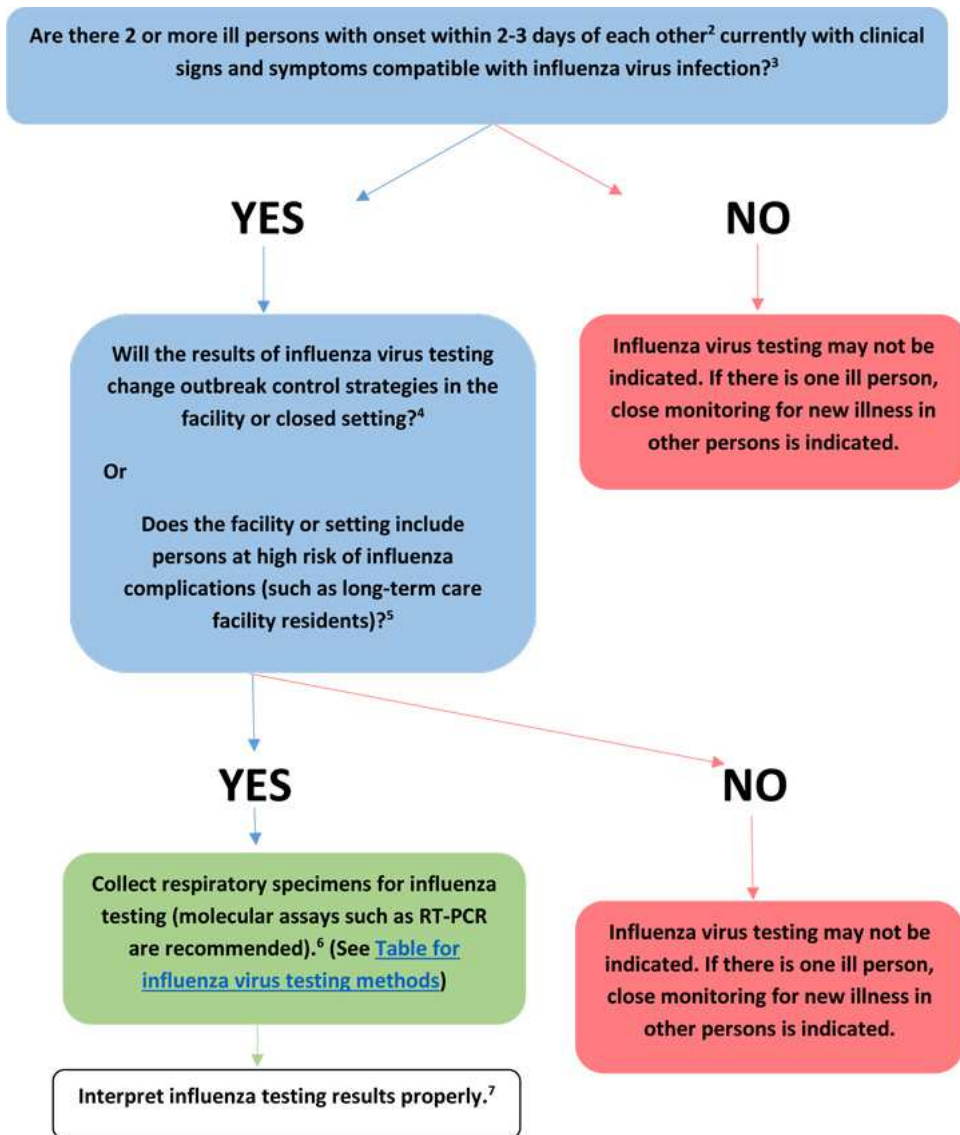 Are there 2 or more ill persons with onset within 2-3 days of each other² currently with clinical
signs and symptoms compatible with influenza virus infection?³
YES
NO
Will the results of influenza virus testing
change outbreak control strategies in the
facility or closed setting?⁴
Or
Does the facility or setting include
persons at high risk of influenza
complications (such as long-term care
facility residents)?⁵
Influenza virus testing may not be
indicated. If there is one ill person,
close monitoring for new illness in
other persons is indicated.
YES
NO
Collect respiratory specimens for influenza
testing (molecular assays such as RT-PCR
are recommended).⁶ (See Table for
influenza virus testing methods)
Influenza virus testing may not be
indicated. If there is one ill person,
close monitoring for new illness in
other persons is indicated.
Interpret influenza testing results properly.⁷